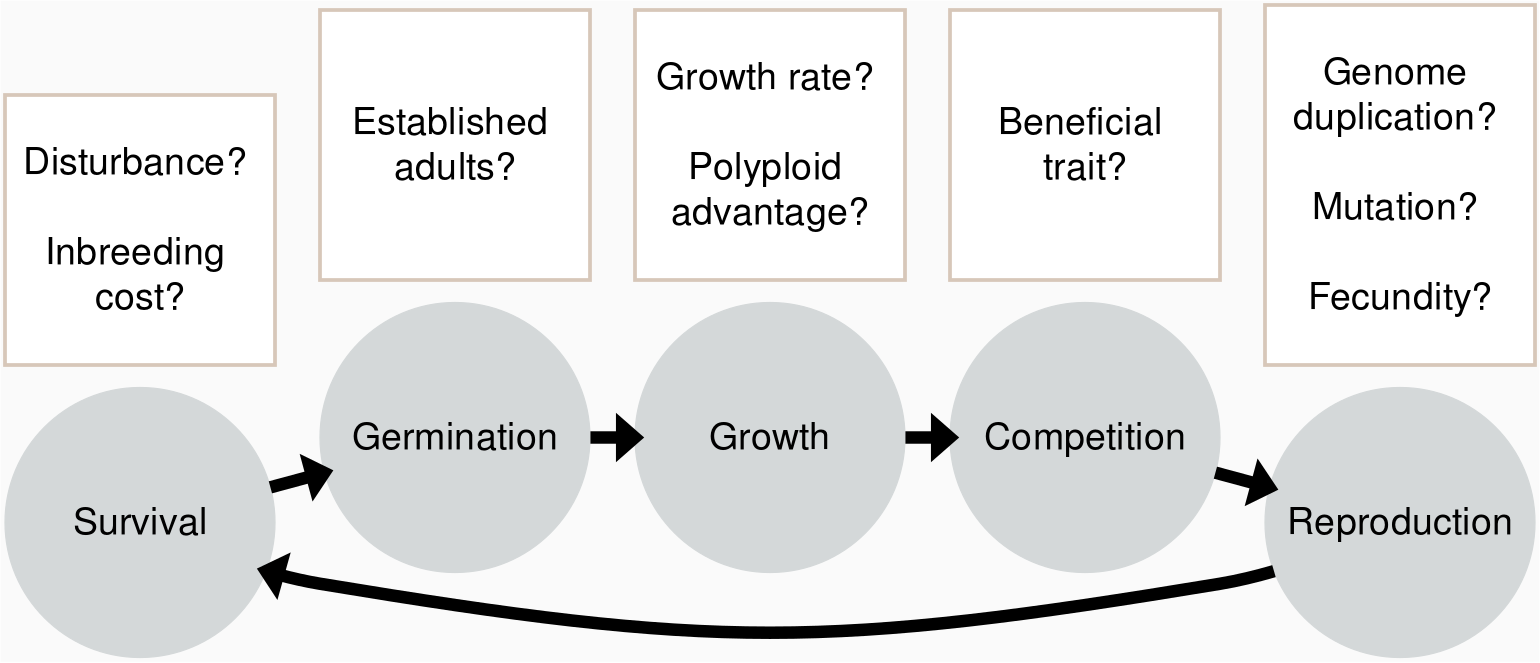 Disturbance?
Inbreeding
cost?
Established
adults?
Growth rate?
Polyploid
advantage?
Beneficial
trait?
Genome
duplication?
Mutation?
Fecundity?
Survival
Germination
Growth
Competition
Reproduction